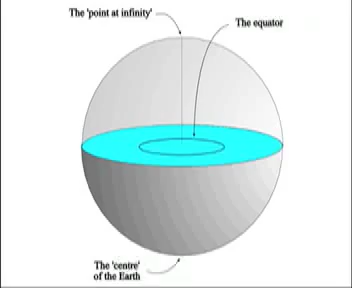 The 'point at infinity'
The equator
The 'centre'
of the Earth